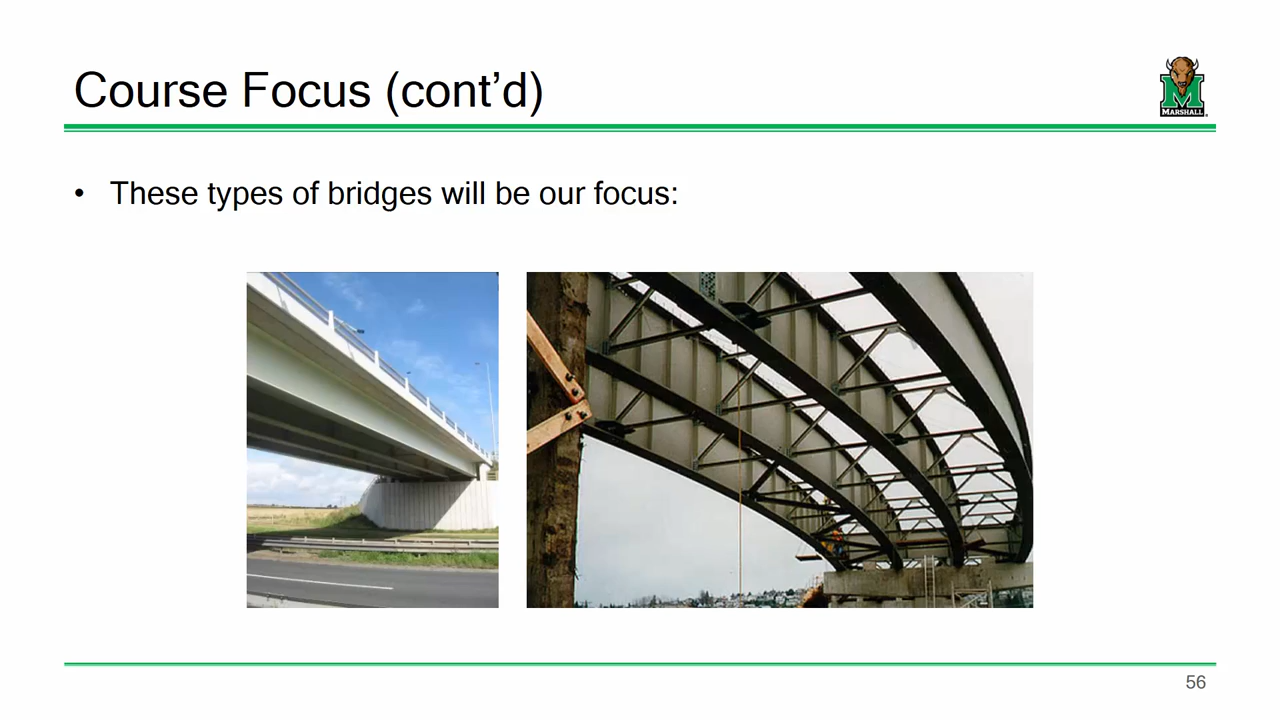 Course Focus (cont’d)
MARSHALL
• These types of bridges will be our focus:
56